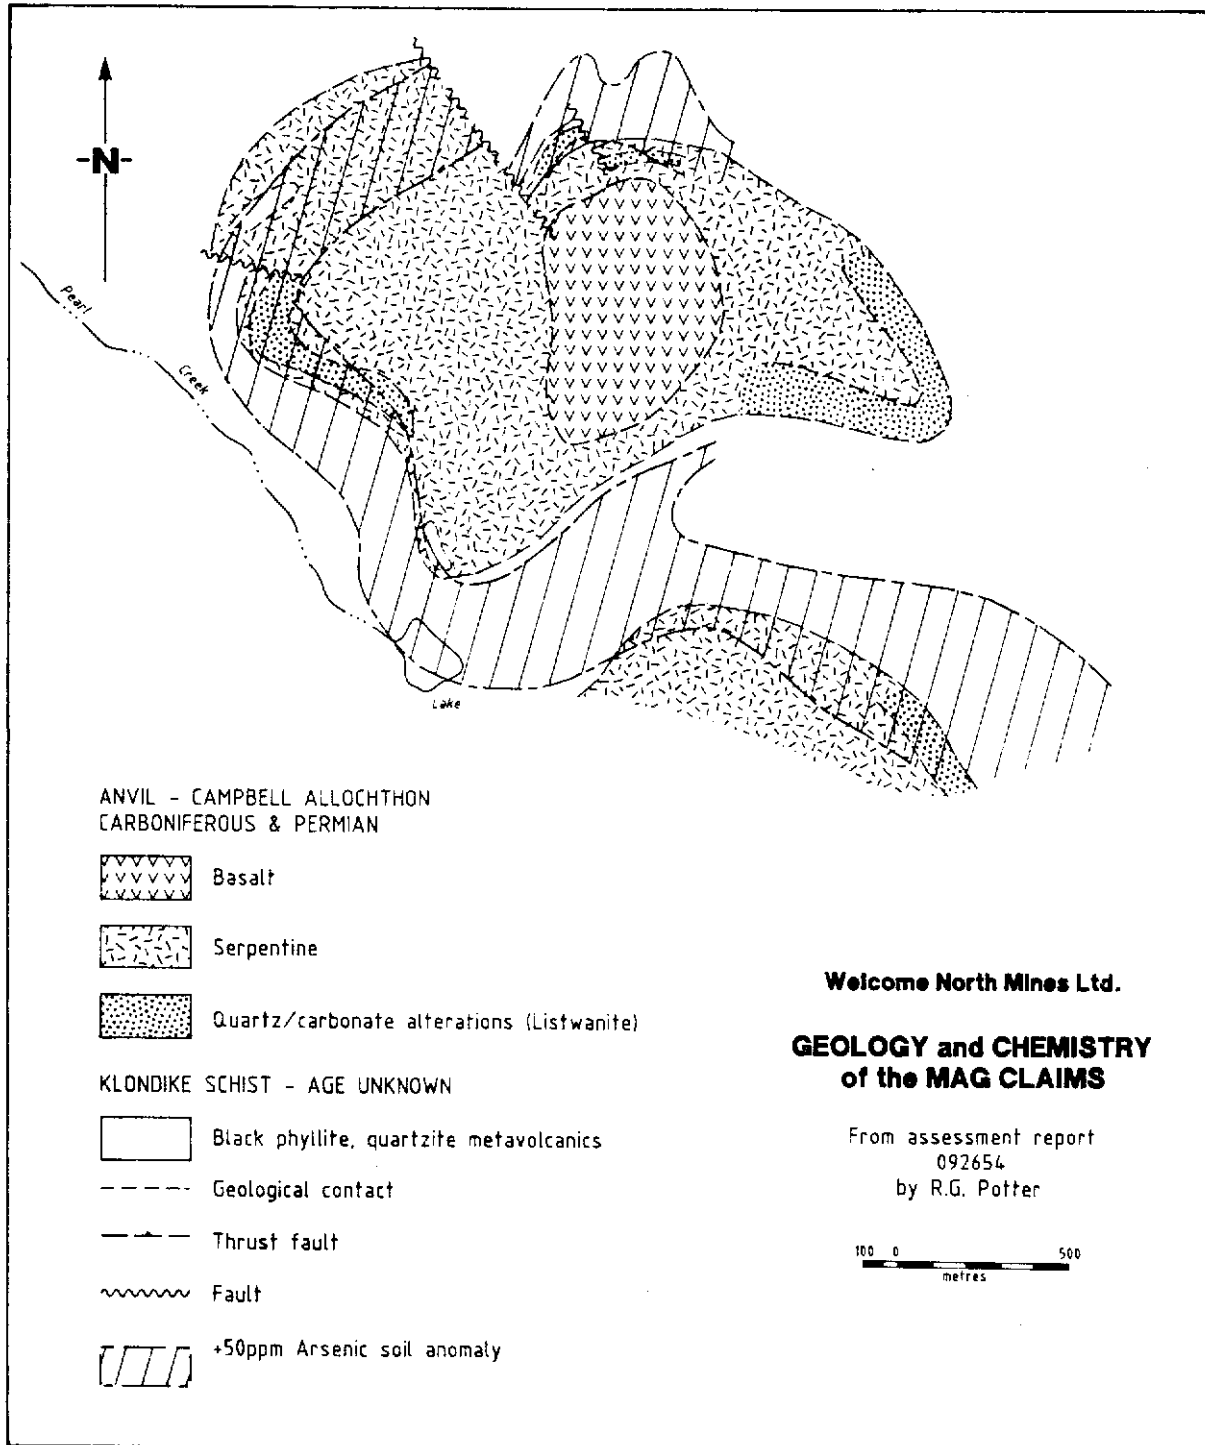 -N-
Pearl
Creek
Lake
ANVIL - CAMPBELL ALLOCHTHON
CARBONIFEROUS & PERMIAN
Basalt
Serpentine
Quartz/carbonate alterations (Listwanite)
KLONDIKE SCHIST - AGE UNKNOWN
Black phyllite, quartzite metavolcanics
Geological contact
Thrust fault
Fault
+50ppm Arsenic soil anomaly
Welcome North Mines Ltd.
GEOLOGY and CHEMISTRY
of the MAG CLAIMS
From assessment report
092654
by R.G. Potter
100 0 500
metres